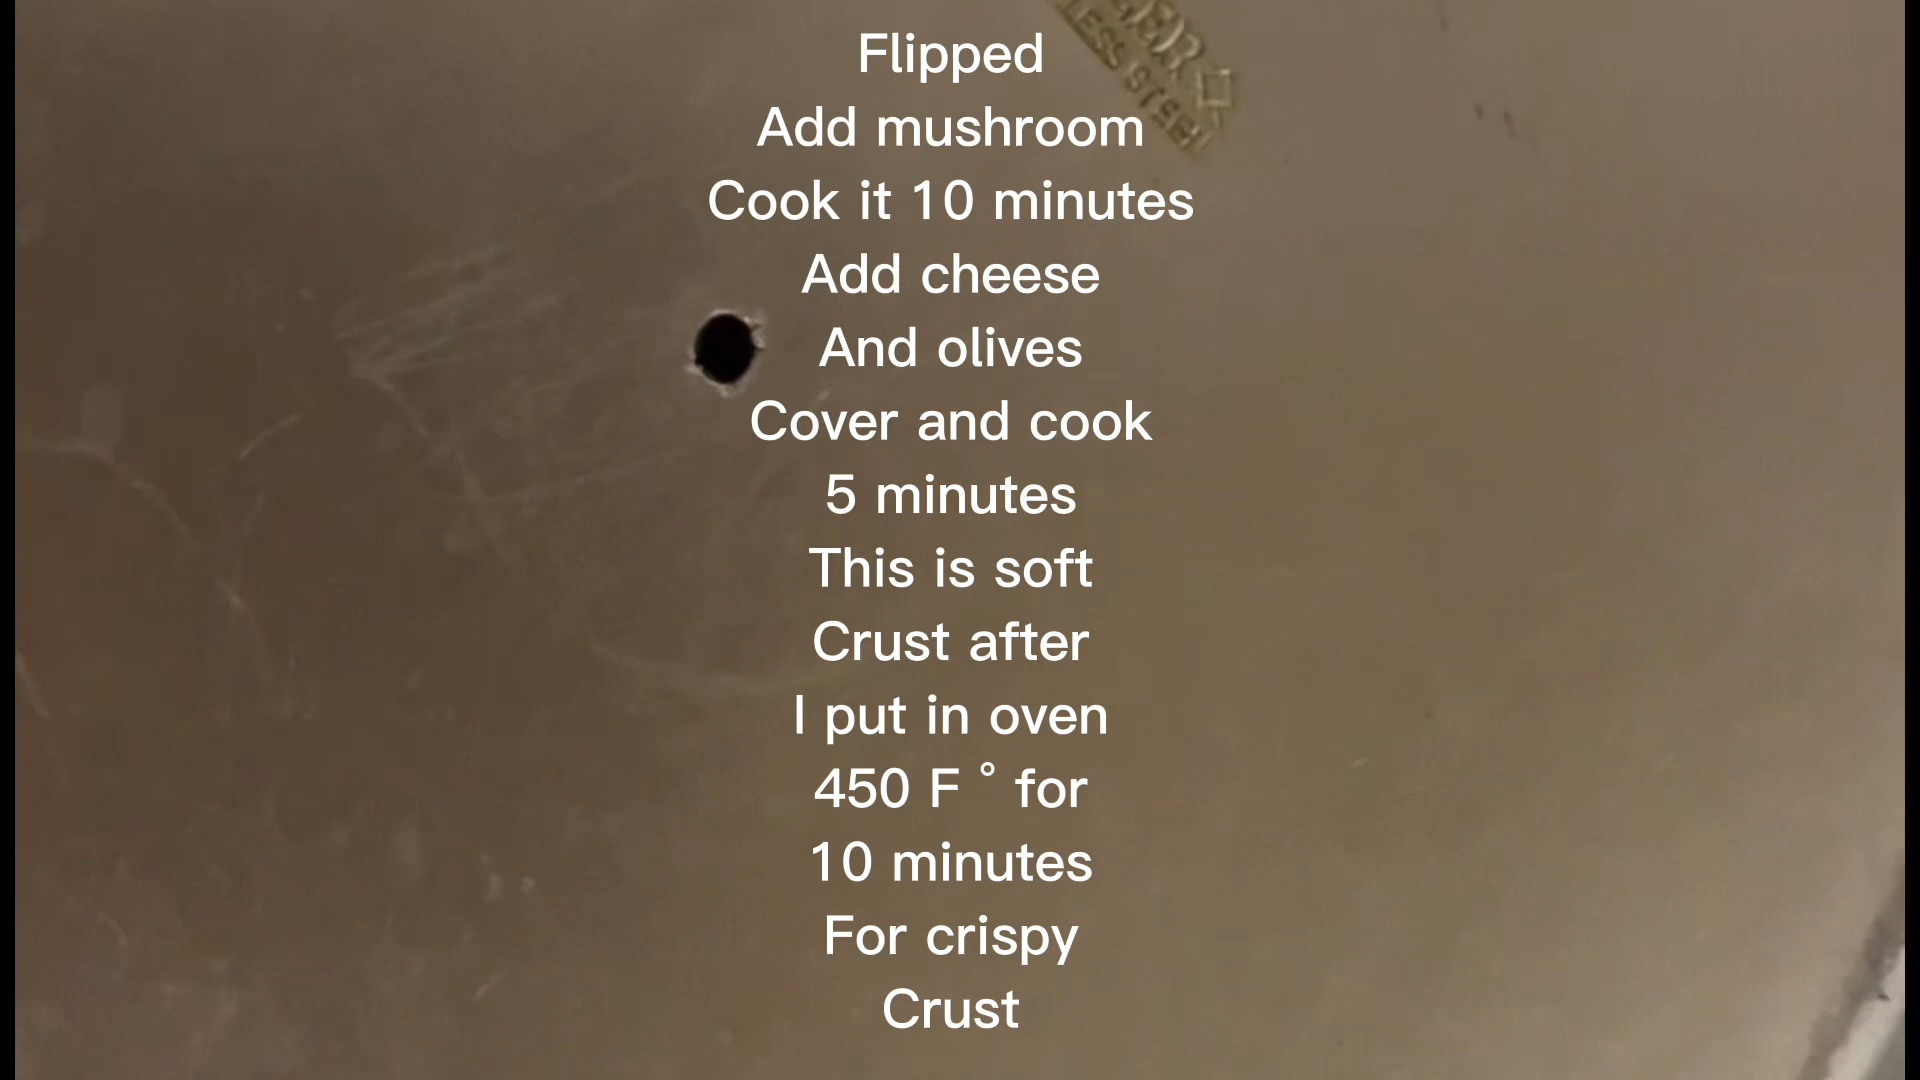 Flipped
Add mushroom
Cook it 10 minutes
Add cheese
And olives
Cover and cook
5 minutes
This is soft
Crust after
I put in oven
450 F ° for
10 minutes
For crispy
Crust